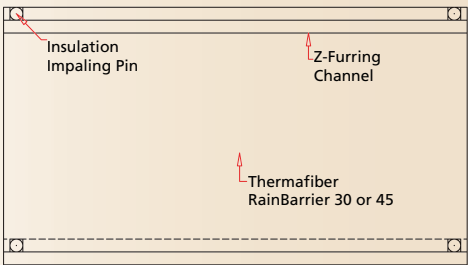 Insulation
Impaling Pin
Z-Furring
Channel
Thermafiber
RainBarrier 30 or 45